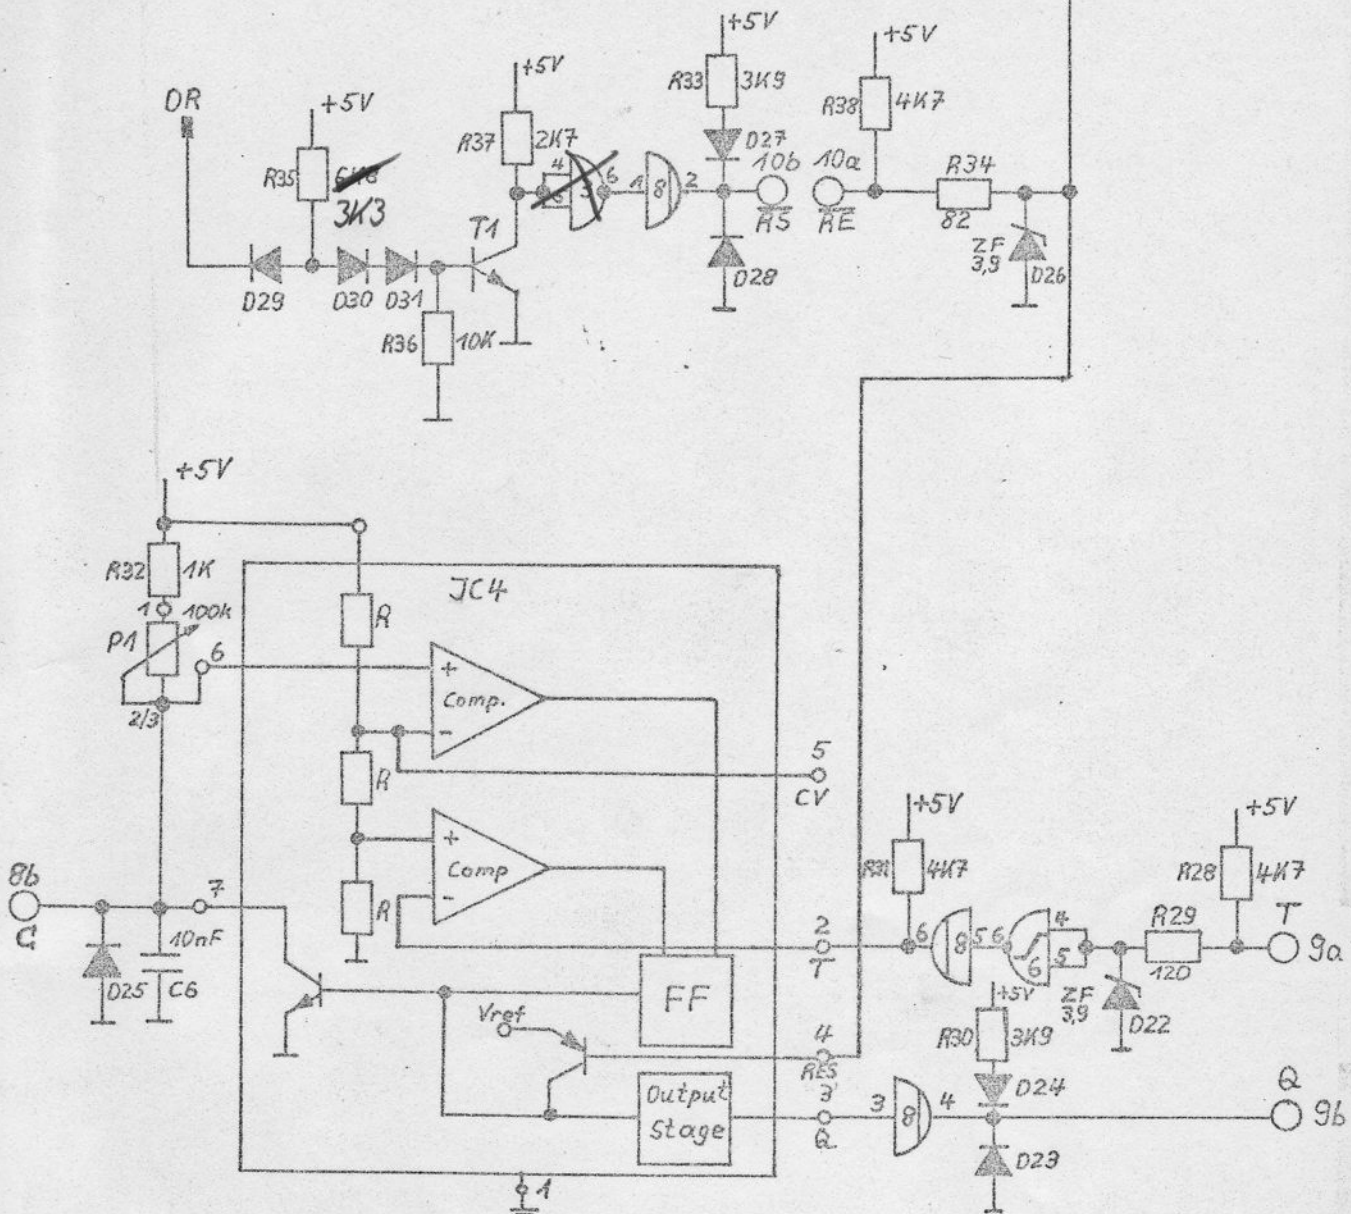 +5V
+5V
+5V
R33 3K9
R38 4K7
OR
+5V
R37 2K7
D27
4 6
1 8 2
10b 10a
R34
R35
3K3
5
82
RS RE
T1
ZF
3,9
D26
D29 D30 D31
D28
R36 10K
+5V
R32 1K
JC4
1 100k
R
P1
6
+
Comp.
2/3
-
5
CV
R
+
Comp
-
+5V
+5V
R31 4K7
R28 4K7
8b
7
R
R29
T
10nF
2
T
6 8 5 6
4
6 5
120
9a
D25 C6
FF
ZF
3,9
D22
+5V
Vref
R30 3K9
4
RES
D24
Output
Stage
3
Q
3 8 4
Q
9b
D23
1